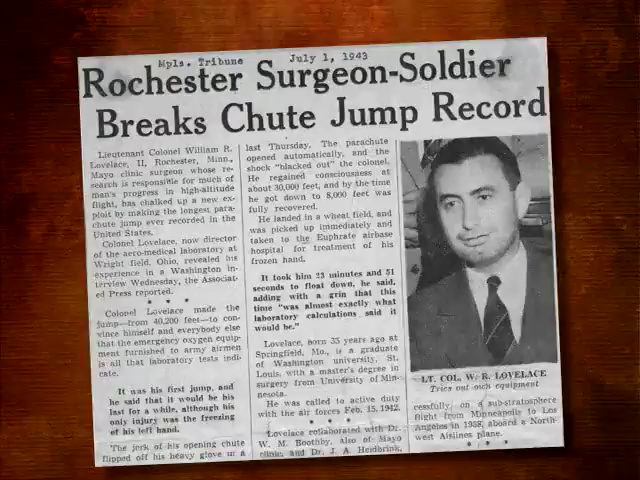 Mpls. Tribune July 1, 1943
Rochester Surgeon-Soldier
Breaks Chute Jump Record
Lieutenant Colonel William R.
Lovelace, II, Rochester, Minn.,
Mayo clinic surgeon whose re-
search is responsible for much of
man's progress in high-altitude
flight, has chalked up a new ex-
ploit by making the longest para-
chute jump ever recorded in the
United States.
Colonel Lovelace, now director
of the aero-medical laboratory at
Wright field, Ohio, revealed his
experience in a Washington in-
terview Wednesday, the Associat-
ed Press reported.
* * *
Colonel Lovelace made the
jump—from 40,200 feet—to con-
vince himself and everybody else
that the emergency oxygen equip-
ment furnished to army airmen
is all that laboratory tests indi-
cate.
It was his first jump, and
he said that it would be his
last for a while, although his
only injury was the freezing
of his left hand.
The jerk of his opening chute
flipped off his heavy glove in a
last Thursday. The parachute
opened automatically, and the
shock "blacked out" the colonel.
He regained consciousness at
about 30,000 feet, and by the time
he got down to 8,000 feet was
fully recovered.
He landed in a wheat field, and
was picked up immediately and
taken to the Euphrate airbase
hospital for treatment of his
frozen hand.
It took him 23 minutes and 51
seconds to float down, he said,
adding with a grin that this
time "was almost exactly what
laboratory calculations said it
would be."
Lovelace, born 35 years ago at
Springfield, Mo., is a graduate
of Washington university, St.
Louis, with a master's degree in
surgery from University of Min-
nesota.
He was called to active duty
with the air forces Feb. 15, 1942.
* * * * *
Lovelace collaborated with Dr.
W. M. Boothby, also of Mayo
clinic, and Dr. J. A. Heidbrink,
LT. COL. W. R. LOVELACE
Tries out own equipment
cessfully, on a sub-stratosphere
flight from Minneapolis to Los
Angeles in 1938, aboard a North-
west Airlines plane.
* * *